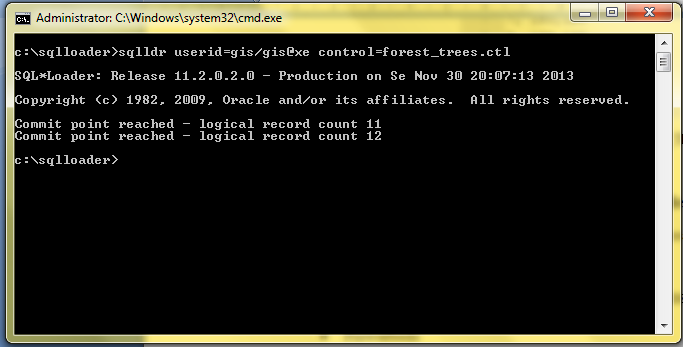 Administrator: C:\Windows\system32\cmd.exe
c:\sqlloader>sqlldr userid=gis/gis@xe control=forest_trees.ctl
SQL*Loader: Release 11.2.0.2.0 - Production on Se Nov 30 20:07:13 2013
Copyright (c) 1982, 2009, Oracle and/or its affiliates.  All rights reserved.
Commit point reached - logical record count 11
Commit point reached - logical record count 12
c:\sqlloader>